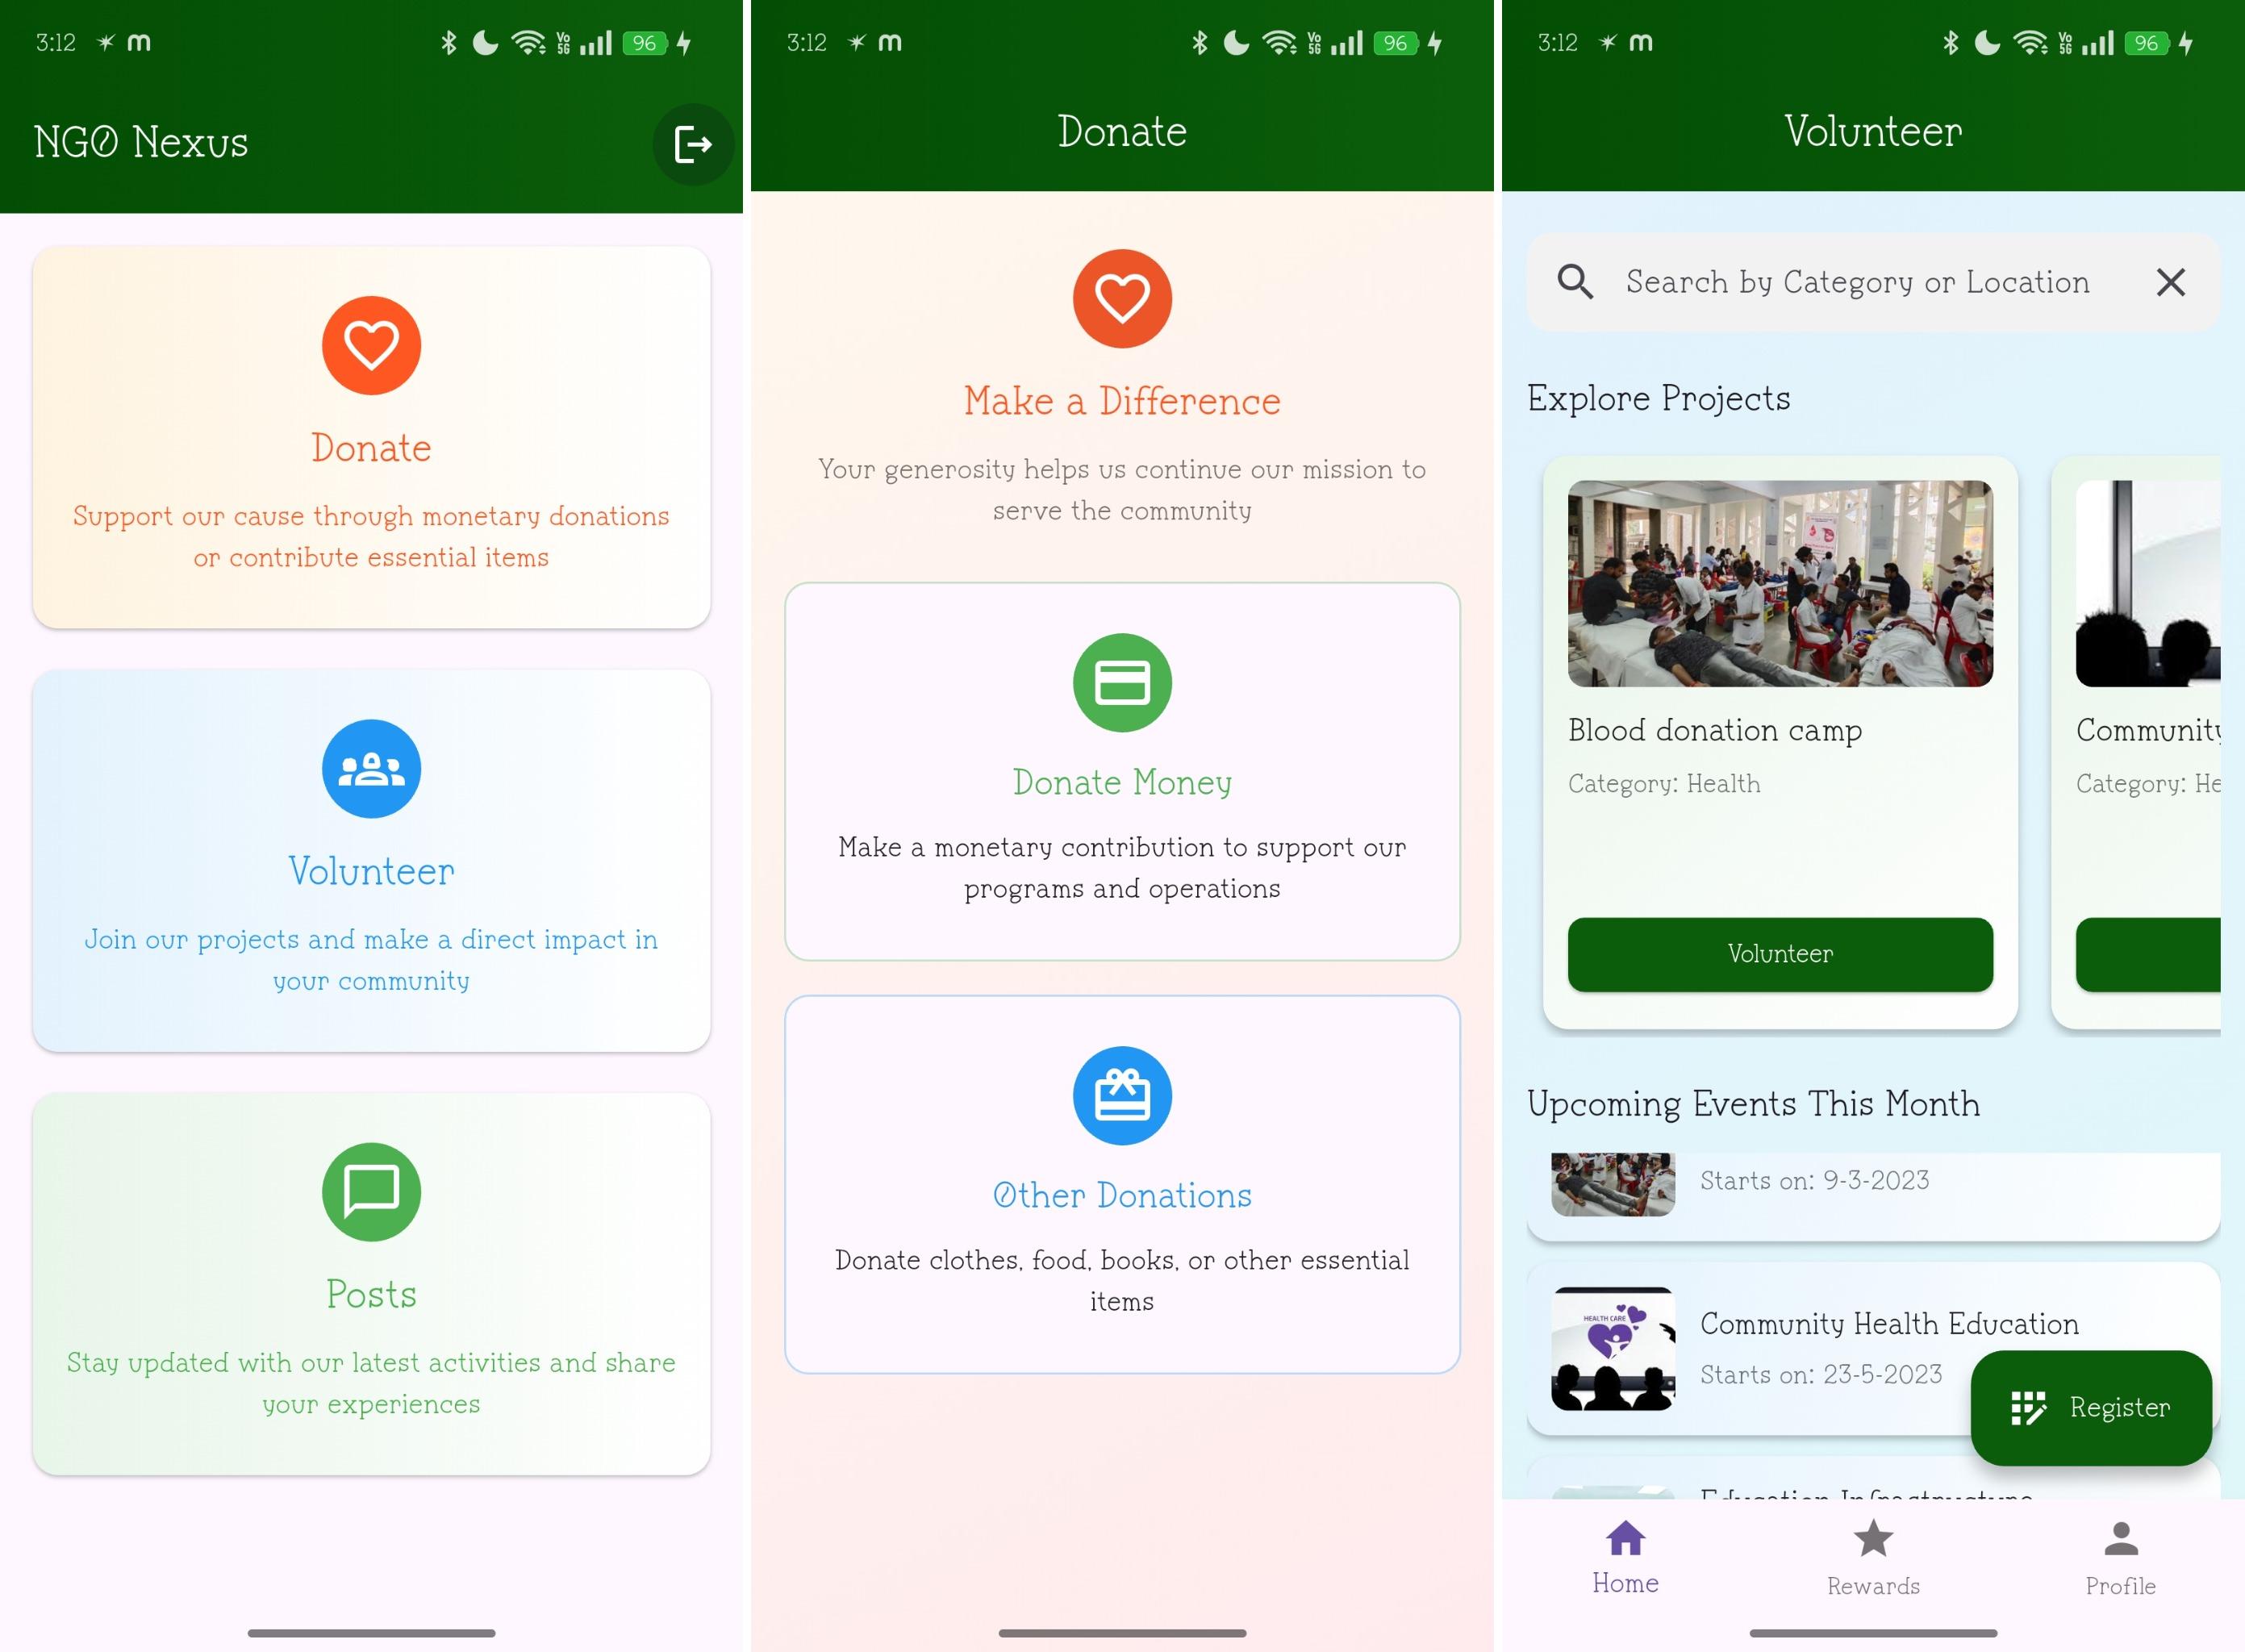 3:12
96
NGO Nexus
Donate
Support our cause through monetary donations
or contribute essential items
Volunteer
Join our projects and make a direct impact in
your community
Posts
Stay updated with our latest activities and share
your experiences
3:12
96
Donate
Make a Difference
Your generosity helps us continue our mission to
serve the community
Donate Money
Make a monetary contribution to support our
programs and operations
Other Donations
Donate clothes, food, books, or other essential
items
3:12
96
Volunteer
Search by Category or Location
Explore Projects
Blood donation camp
Category: Health
Volunteer
Community
Category: He
Upcoming Events This Month
Starts on: 9-3-2023
HEALTH CARE
Community Health Education
Starts on: 23-5-2023
Register
Education Infrastructure
Home
Rewards
Profile